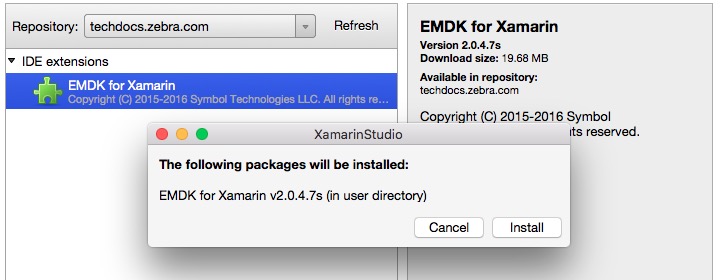 Repository: techdocs.zebra.com Refresh
IDE extensions
EMDK for Xamarin
Copyright (C) 2015-2016 Symbol Technologies LLC. All rights re...
EMDK for Xamarin
Version 2.0.4.7s
Download size: 19.68 MB
Available in repository:
techdocs.zebra.com
Copyright (C) 2015-2016 Symbol
ts reserved.
XamarinStudio
The following packages will be installed:
EMDK for Xamarin v2.0.4.7s (in user directory)
Cancel Install